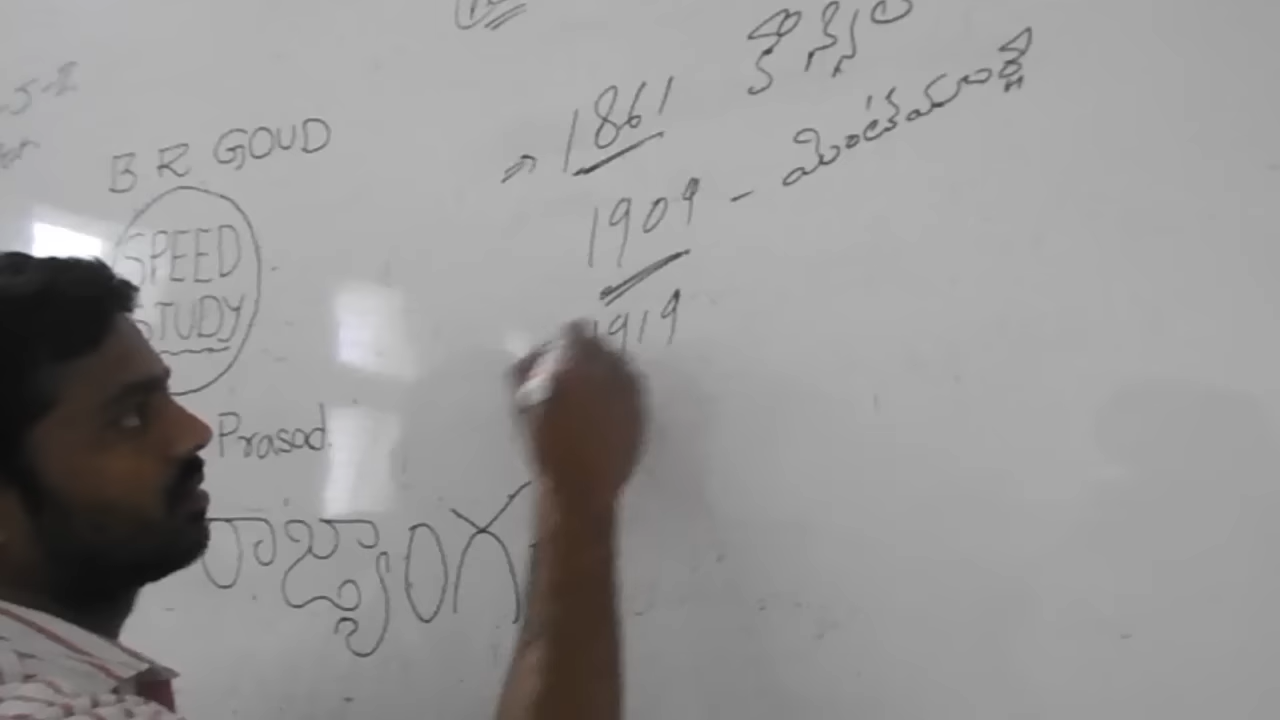 B R GOUD
SPEED
STUDY
Prasad
రాజ్యాంగ
→ 1861
1909 - మింటోమార్లే
1919